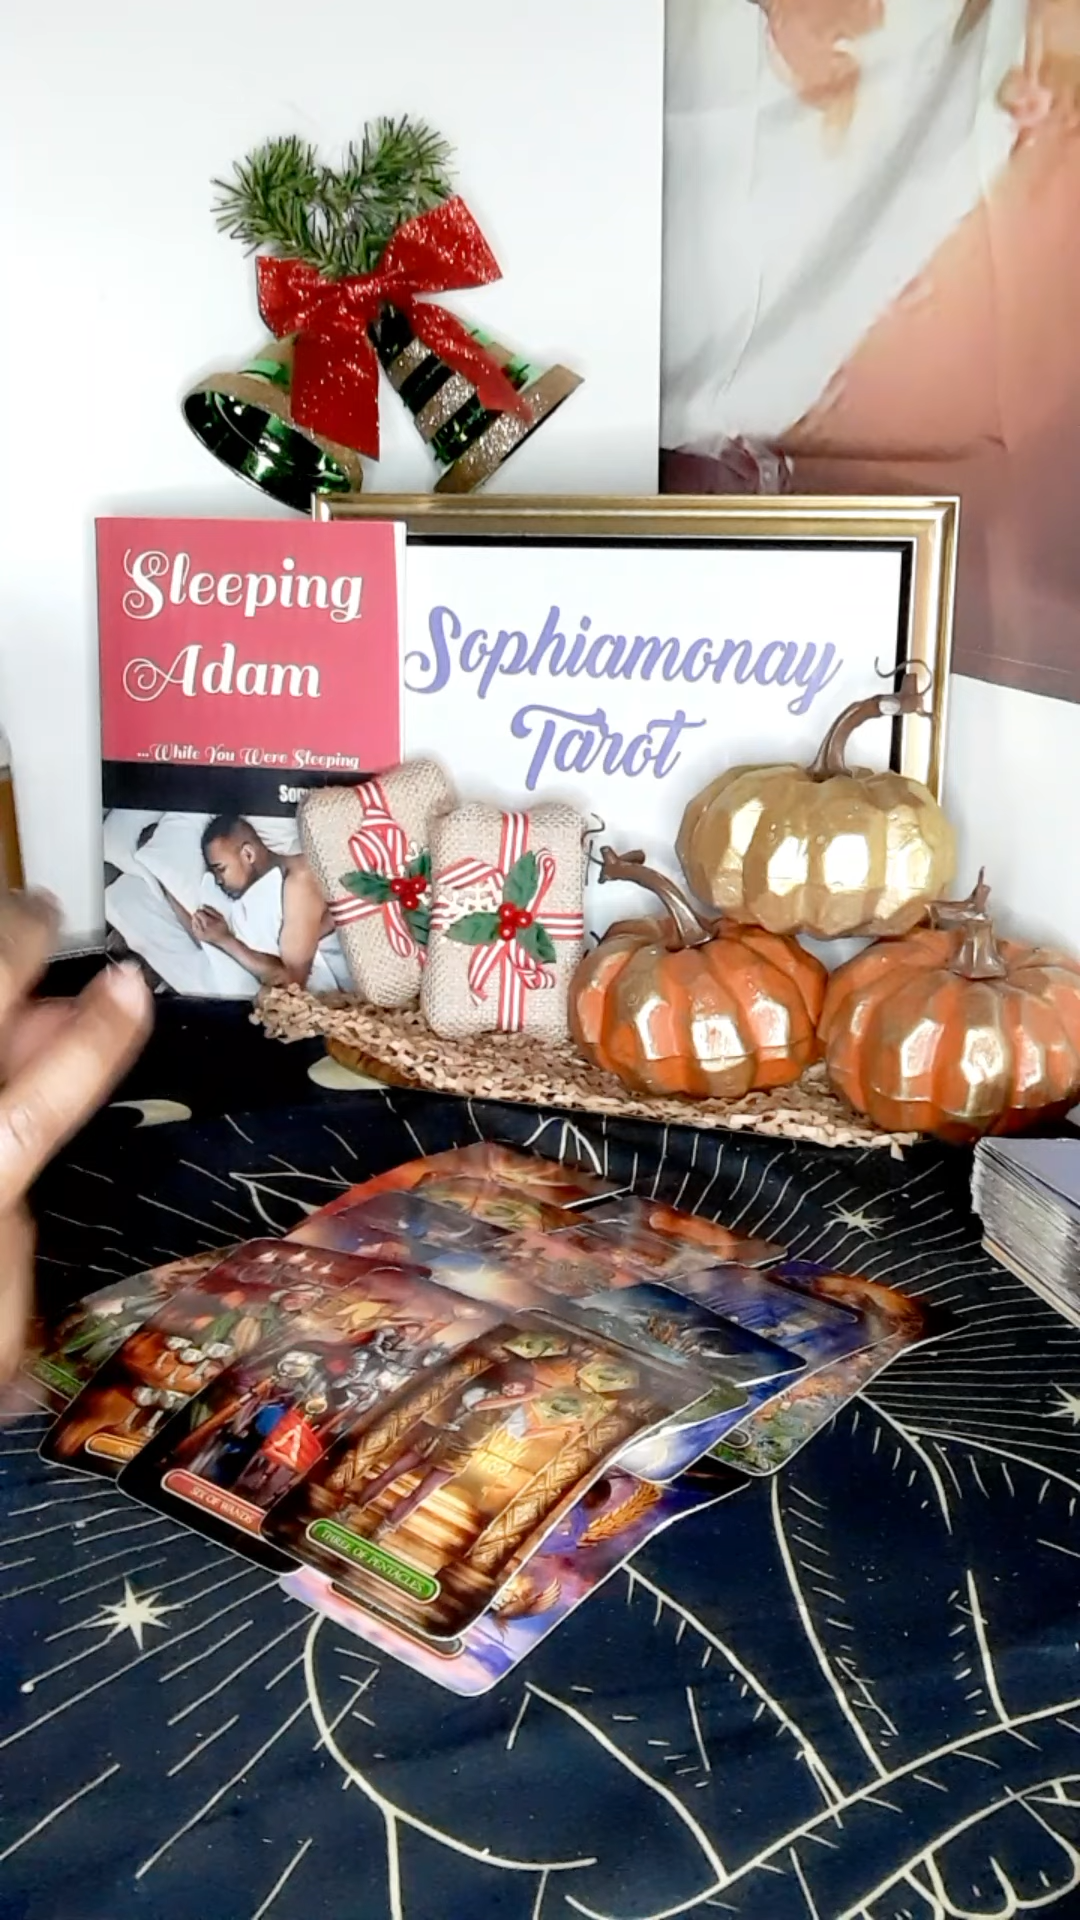 Sleeping
Adam
...While You Were Sleeping
Sophiamonay
Tarot
SIX OF WANDS
THREE OF PENTACLES